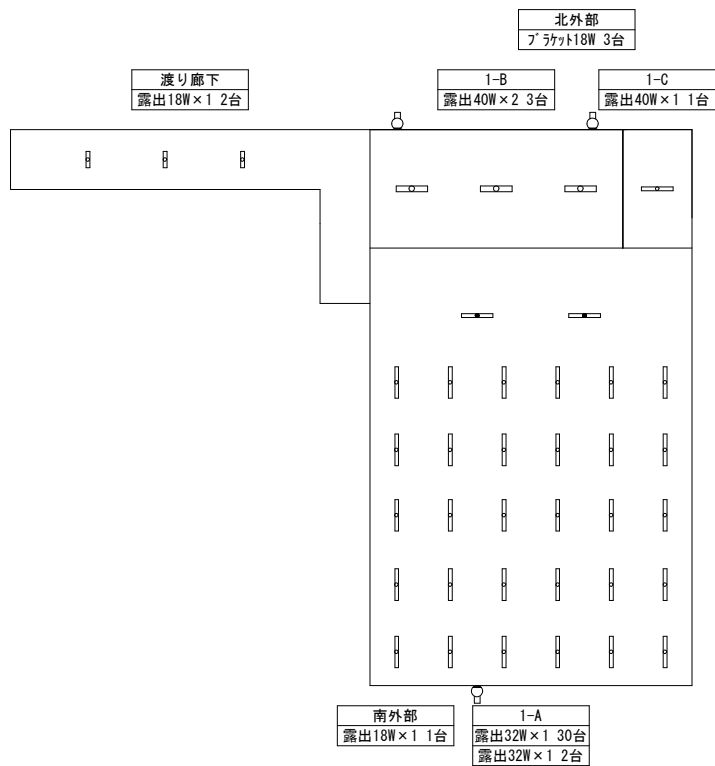 北外部
ﾌﾞﾗｹｯﾄ18W 3台
渡り廊下
露出18W×1 2台
1-B
露出40W×2 3台
1-C
露出40W×1 1台
南外部
露出18W×1 1台
1-A
露出32W×1 30台
露出32W×1 2台